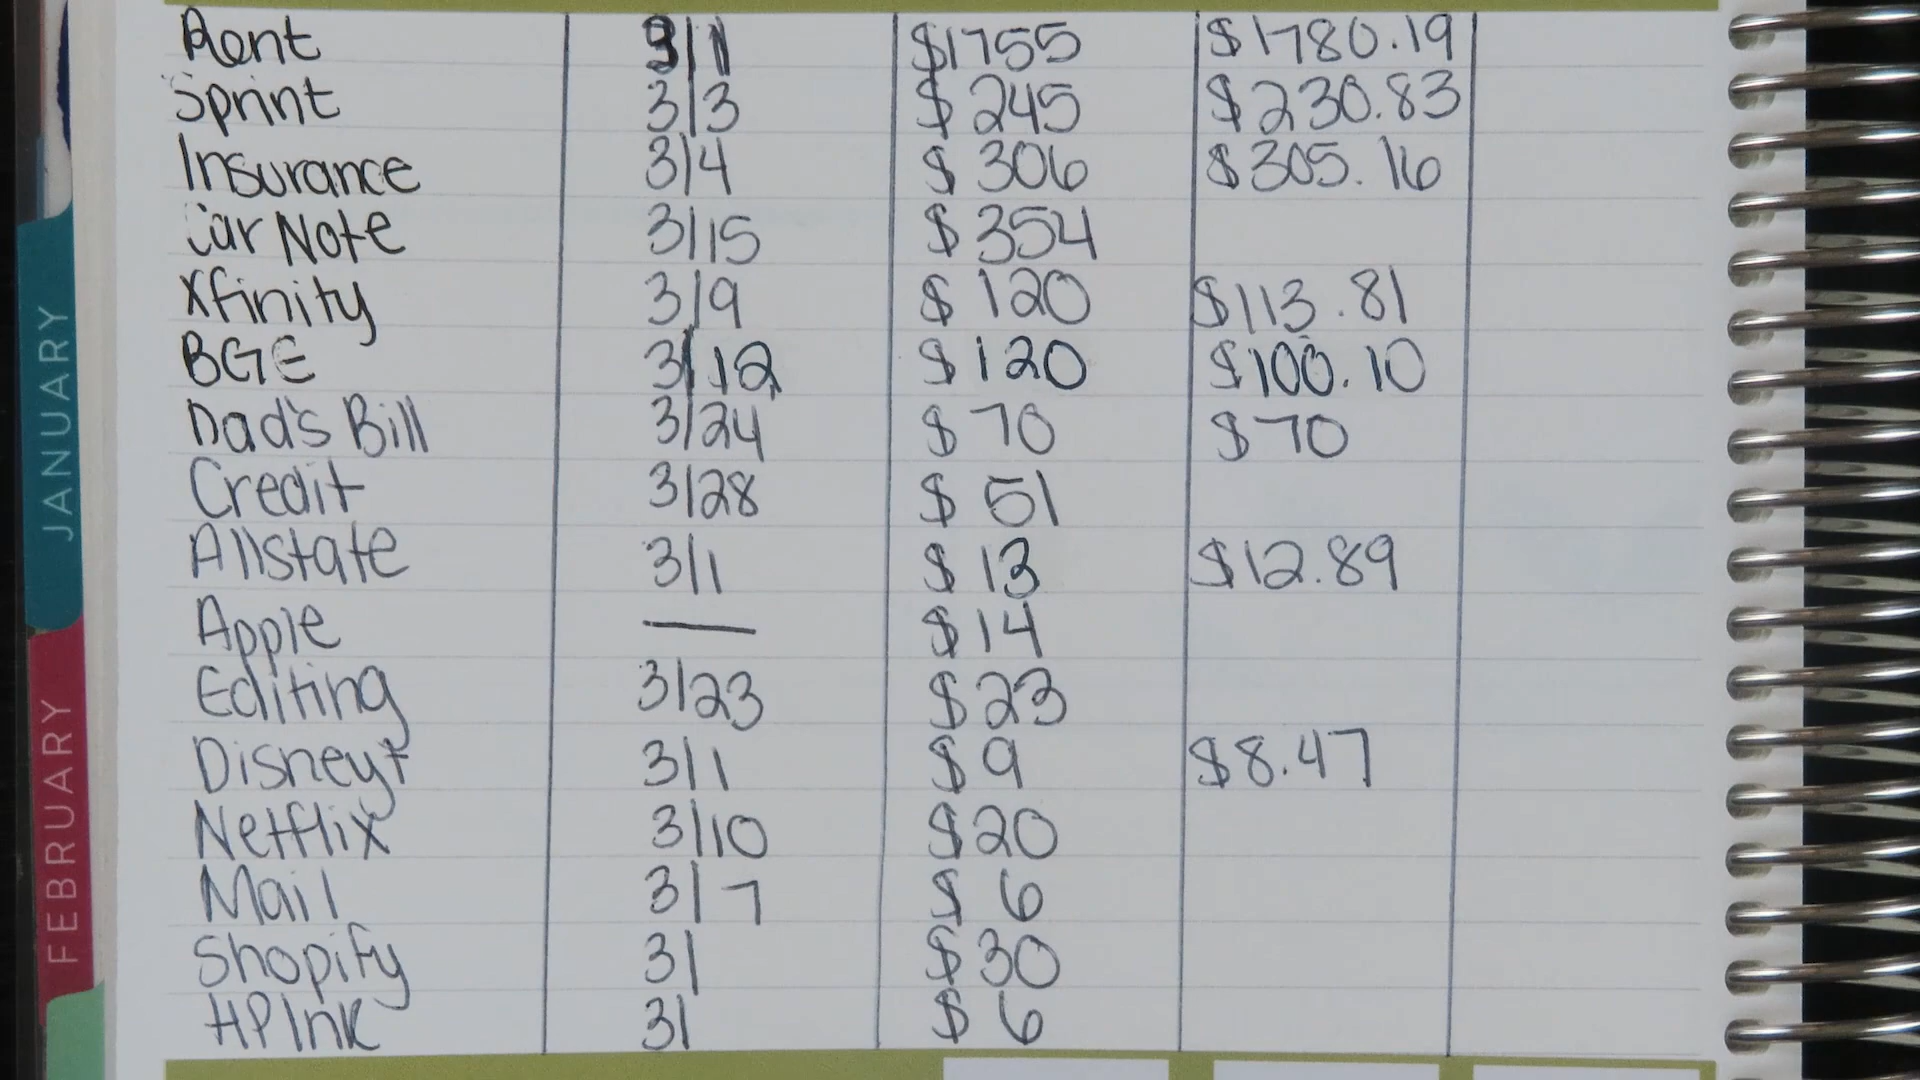 Rent 3/1 $1755 $1780.19
Sprint 3/3 $245 $230.83
Insurance 3/4 $306 $305.16
Car Note 3/15 $354
Xfinity 3/9 $120 $113.81
BGE 3/12 $120 $100.10
Dad's Bill 3/24 $70 $70
Credit 3/28 $51
Allstate 3/1 $13 $12.89
Apple — $14
Editing 3/23 $23
Disney+ 3/1 $9 $8.47
Netflix 3/10 $20
Mail 3/7 $6
Shopify 3/ $30
HP Ink 3/ $6
JANUARY
FEBRUARY